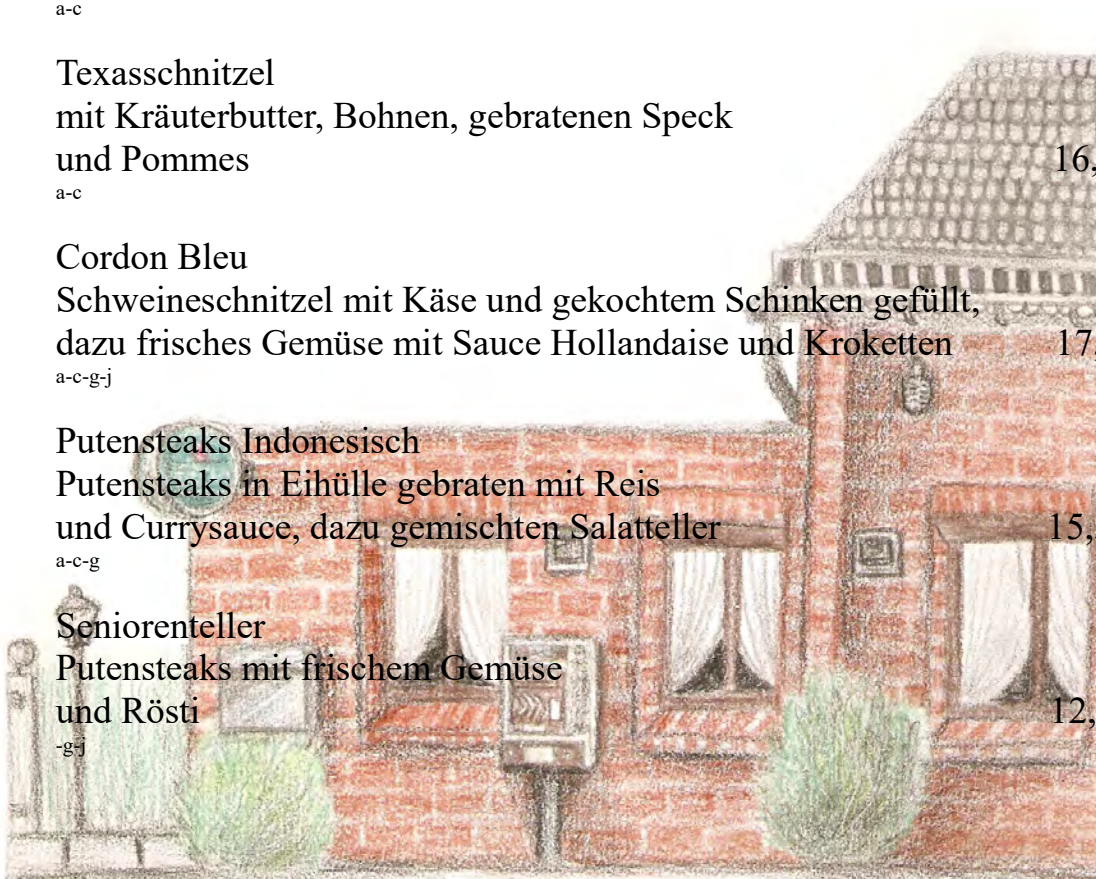 a-c
Texasschnitzel
mit Kräuterbutter, Bohnen, gebratenen Speck
und Pommes 16,
a-c
Cordon Bleu
Schweineschnitzel mit Käse und gekochtem Schinken gefüllt,
dazu frisches Gemüse mit Sauce Hollandaise und Kroketten 17,
a-c-g-j
Putensteaks Indonesisch
Putensteaks in Eihülle gebraten mit Reis
und Currysauce, dazu gemischten Salatteller 15,
a-c-g
Seniorenteller
Putensteaks mit frischem Gemüse
und Rösti 12,
-g-j